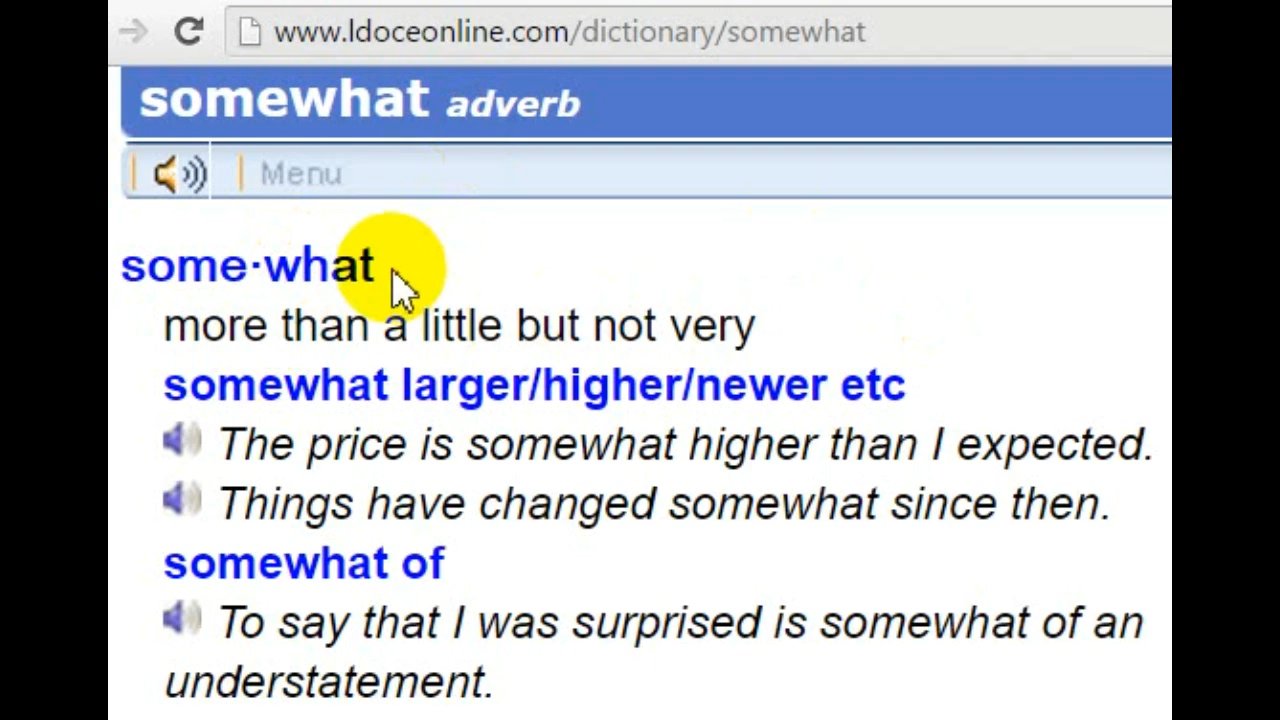 www.ldoceonline.com/dictionary/somewhat
somewhat adverb
Menu
some·what
more than a little but not very
somewhat larger/higher/newer etc
The price is somewhat higher than I expected.
Things have changed somewhat since then.
somewhat of
To say that I was surprised is somewhat of an
understatement.